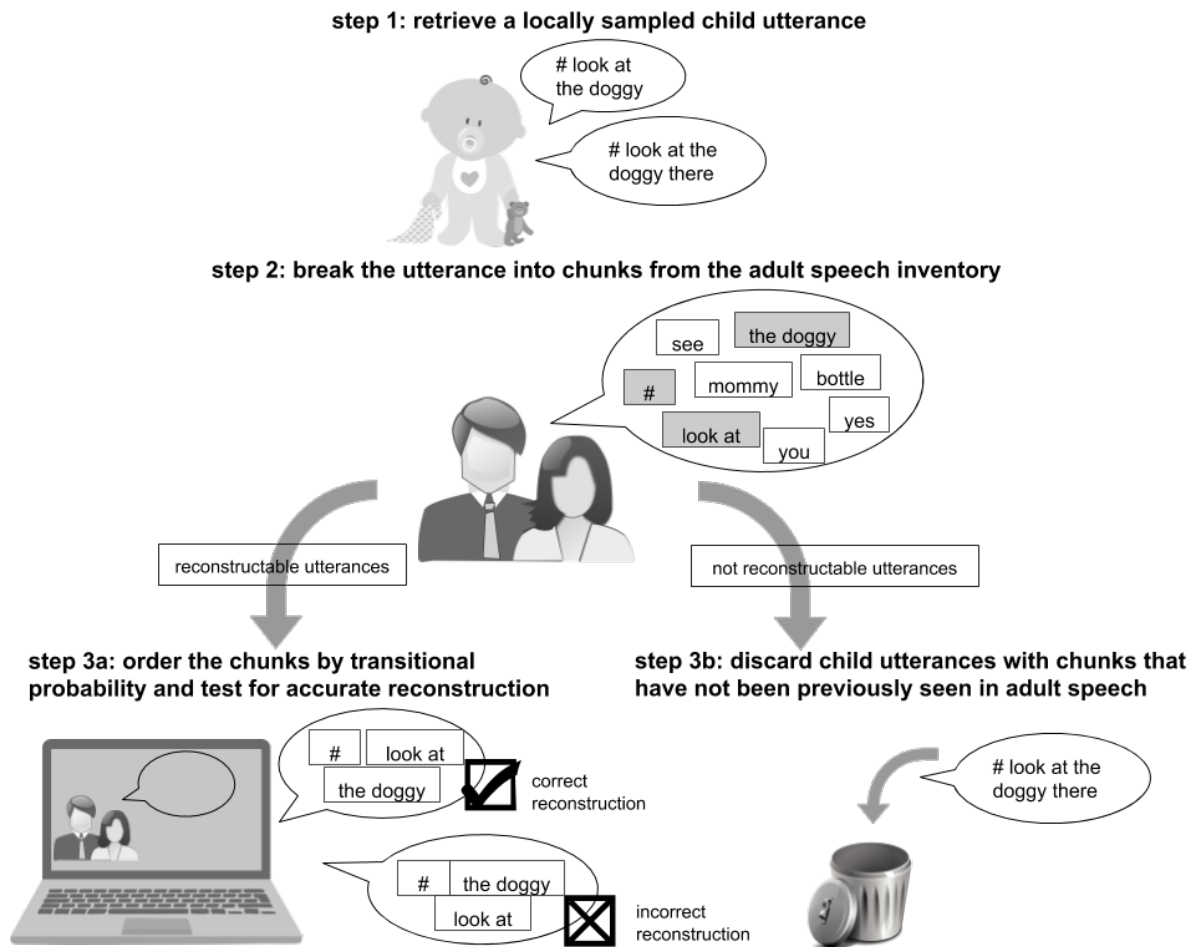 step 1: retrieve a locally sampled child utterance
# look at
the doggy
# look at the
doggy there
step 2: break the utterance into chunks from the adult speech inventory
see
the doggy
#
mommy
bottle
look at
you
yes
reconstructable utterances
not reconstructable utterances
step 3a: order the chunks by transitional
probability and test for accurate reconstruction
# look at
the doggy
correct
reconstruction
# the doggy
look at
incorrect
reconstruction
step 3b: discard child utterances with chunks that
have not been previously seen in adult speech
# look at the
doggy there